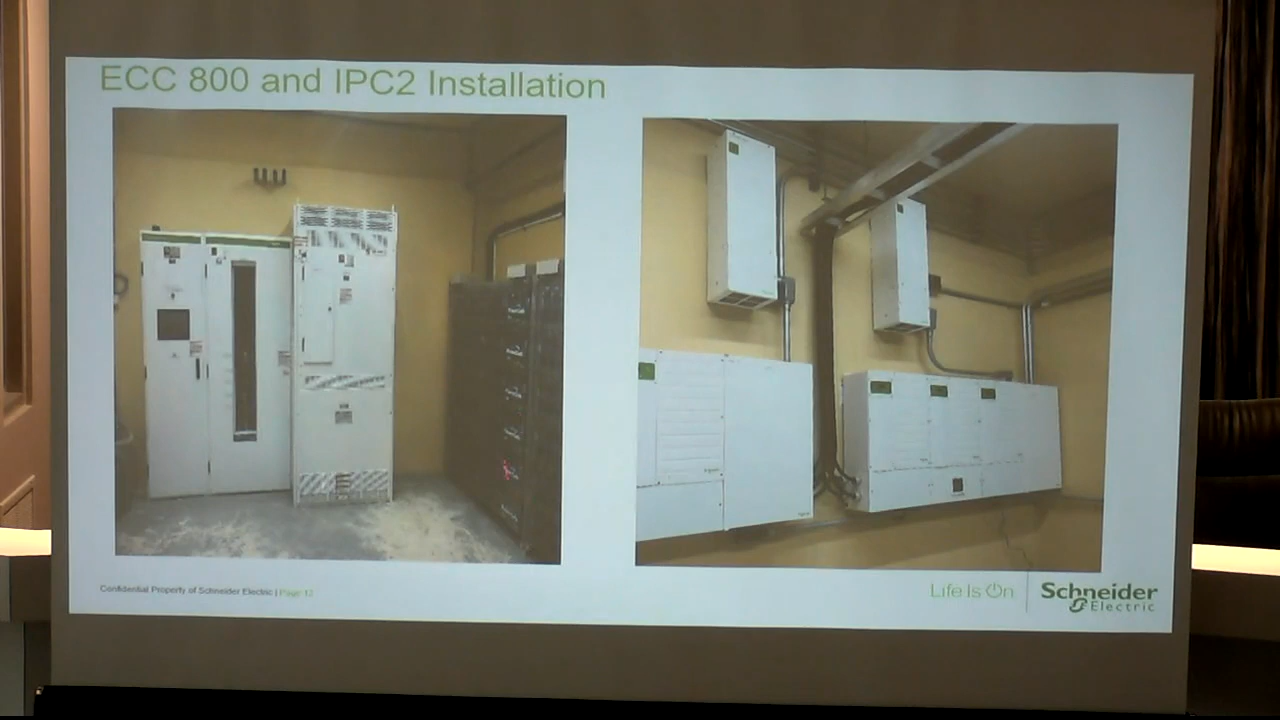 ECC 800 and IPC2 Installation
Confidential Property of Schneider Electric | Page 12
Life Is On
Schneider
Electric